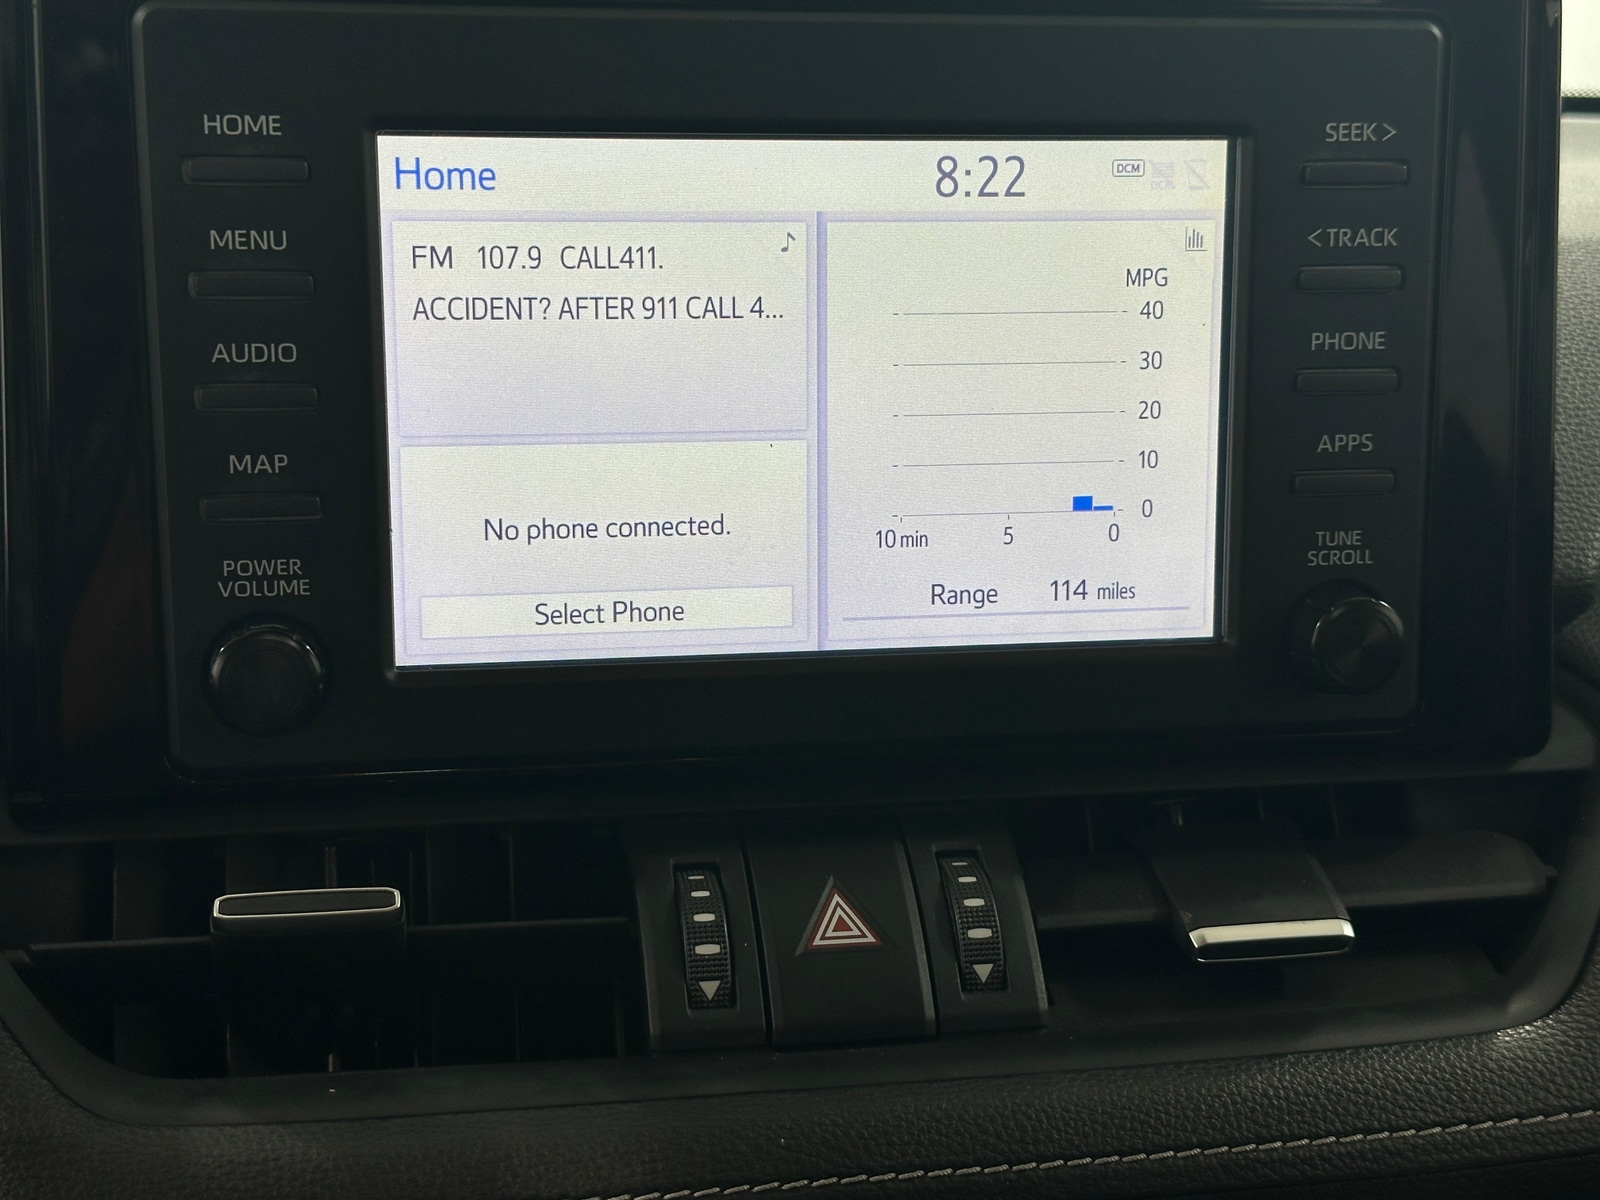 HOME
MENU
AUDIO
MAP
POWER
VOLUME
Home
8:22
DCM
FM 107.9 CALL411.
ACCIDENT? AFTER 911 CALL 4...
No phone connected.
Select Phone
MPG
40
30
20
10
0
10 min 5 0
Range 114 miles
SEEK >
< TRACK
PHONE
APPS
TUNE
SCROLL